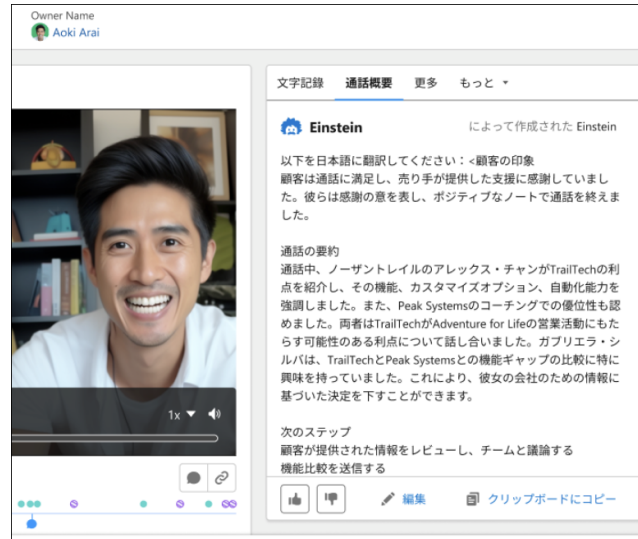 Owner Name
Aoki Arai
文字記錄 通話概要 更多 もっと
Einstein によって作成された Einstein
以下を日本語に翻訳してください：<顧客の印象
顧客は通話に満足し、売り手が提供した支援に感謝していまし
た。彼らは感謝の意を表し、ポジティブなノートで通話を終えま
した。
通話の要約
通話中、ノーザントレイルのアレックス・チャンがTrailTechの利
点を紹介し、その機能、カスタマイズオプション、自動化能力を
強調しました。また、Peak Systemsのコーチングでの優位性も認
めました。両者はTrailTechがAdventure for Lifeの営業活動にもた
らす可能性のある利点について話し合いました。ガブリエラ・シ
ルバは、TrailTechとPeak Systemsとの機能ギャップの比較に特に
興味を持っていました。これにより、彼女の会社のための情報に
基づいた決定を下すことができます。
次のステップ
顧客が提供された情報をレビューし、チームと議論する
機能比較を送信する
1x
編集 クリップボードにコピー